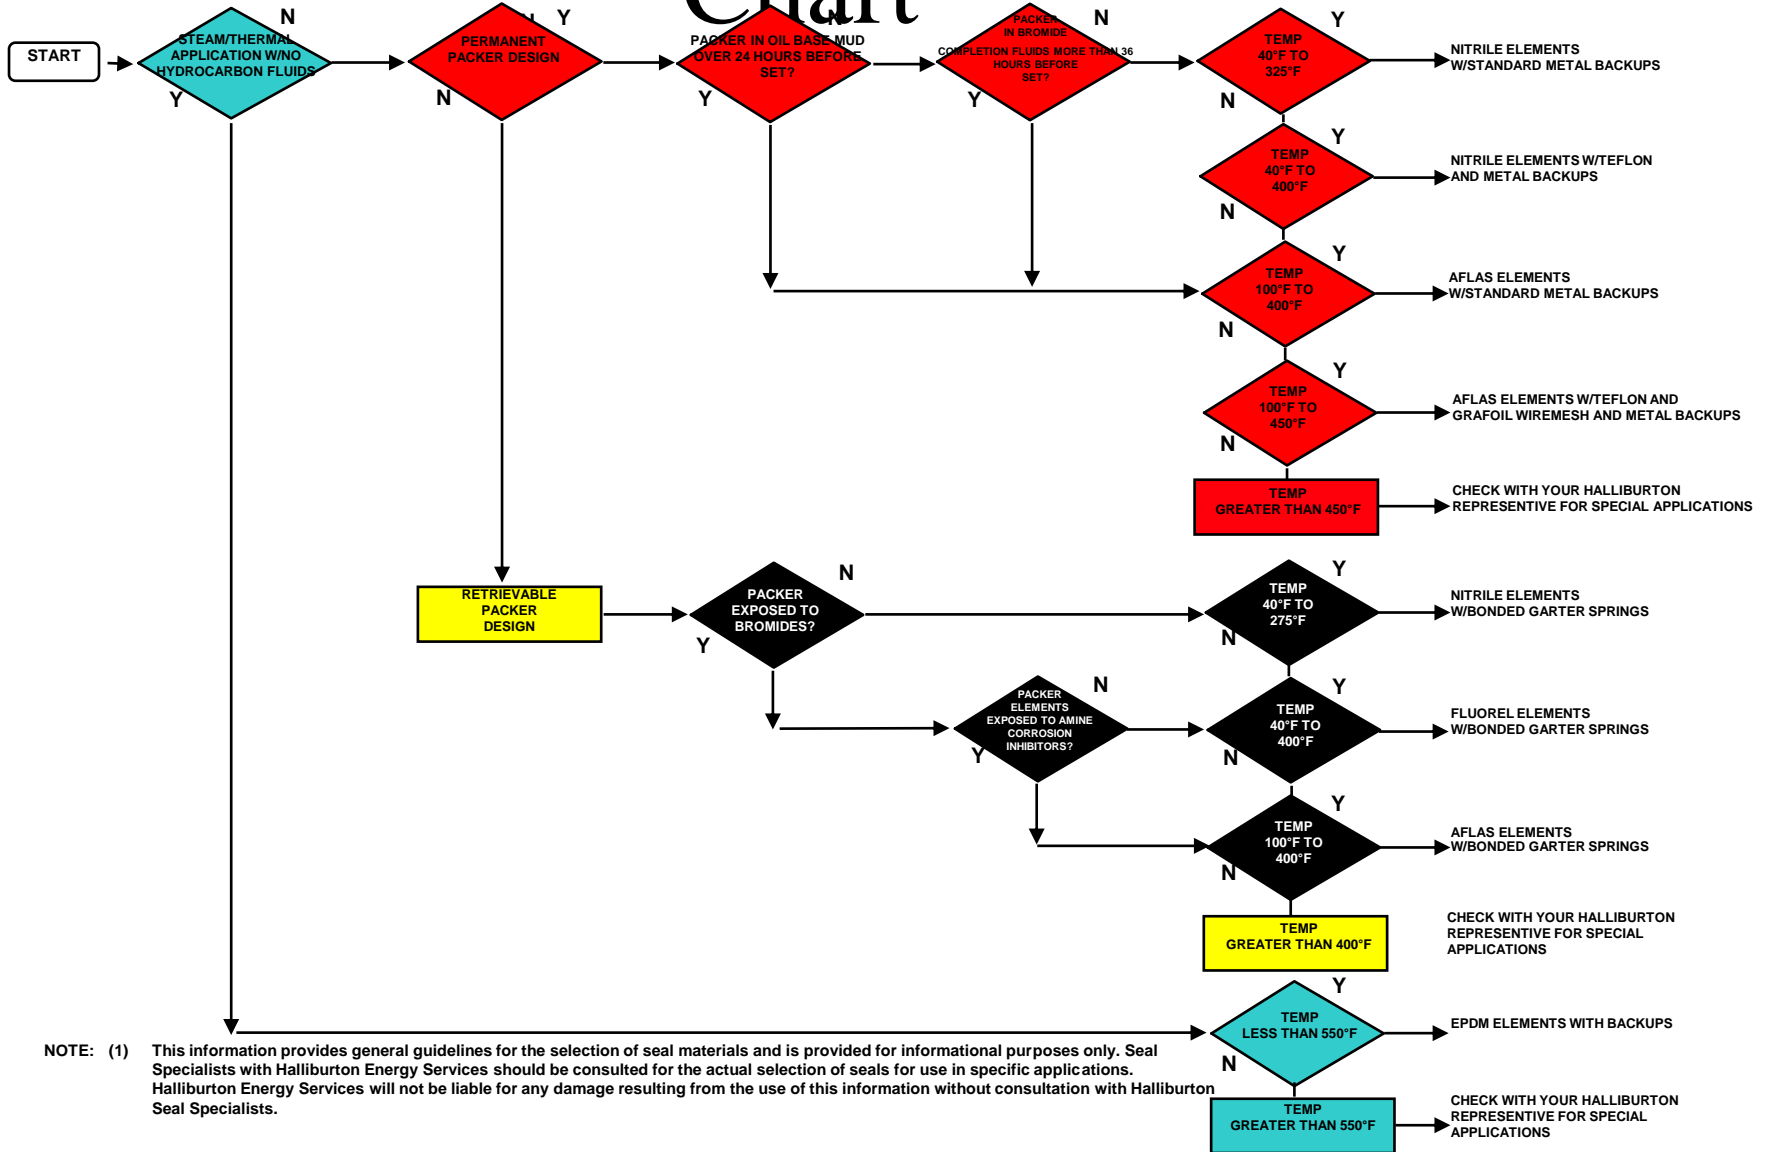 Chart
START
STEAM/THERMAL
APPLICATION W/NO
HYDROCARBON FLUIDS
N
Y
PERMANENT
PACKER DESIGN
Y
N
PACKER IN OIL BASE MUD
OVER 24 HOURS BEFORE
SET?
N
Y
PACKER
IN BROMIDE
COMPLETION FLUIDS MORE THAN 36
HOURS BEFORE
SET?
N
Y
TEMP
40°F TO
325°F
Y
N
NITRILE ELEMENTS
W/STANDARD METAL BACKUPS
TEMP
40°F TO
400°F
Y
N
NITRILE ELEMENTS W/TEFLON
AND METAL BACKUPS
TEMP
100°F TO
400°F
Y
N
AFLAS ELEMENTS
W/STANDARD METAL BACKUPS
TEMP
100°F TO
450°F
Y
N
AFLAS ELEMENTS W/TEFLON AND
GRAFOIL WIREMESH AND METAL BACKUPS
TEMP
GREATER THAN 450°F
CHECK WITH YOUR HALLIBURTON
REPRESENTIVE FOR SPECIAL APPLICATIONS
RETRIEVABLE
PACKER
DESIGN
PACKER
EXPOSED TO
BROMIDES?
N
Y
TEMP
40°F TO
275°F
Y
N
NITRILE ELEMENTS
W/BONDED GARTER SPRINGS
PACKER
ELEMENTS
EXPOSED TO AMINE
CORROSION
INHIBITORS?
N
Y
TEMP
40°F TO
400°F
Y
N
FLUOREL ELEMENTS
W/BONDED GARTER SPRINGS
TEMP
100°F TO
400°F
Y
N
AFLAS ELEMENTS
W/BONDED GARTER SPRINGS
TEMP
GREATER THAN 400°F
CHECK WITH YOUR HALLIBURTON
REPRESENTIVE FOR SPECIAL
APPLICATIONS
TEMP
LESS THAN 550°F
Y
N
EPDM ELEMENTS WITH BACKUPS
TEMP
GREATER THAN 550°F
CHECK WITH YOUR HALLIBURTON
REPRESENTIVE FOR SPECIAL
APPLICATIONS
NOTE: (1) This information provides general guidelines for the selection of seal materials and is provided for informational purposes only. Seal
Specialists with Halliburton Energy Services should be consulted for the actual selection of seals for use in specific applications.
Halliburton Energy Services will not be liable for any damage resulting from the use of this information without consultation with Halliburton
Seal Specialists.